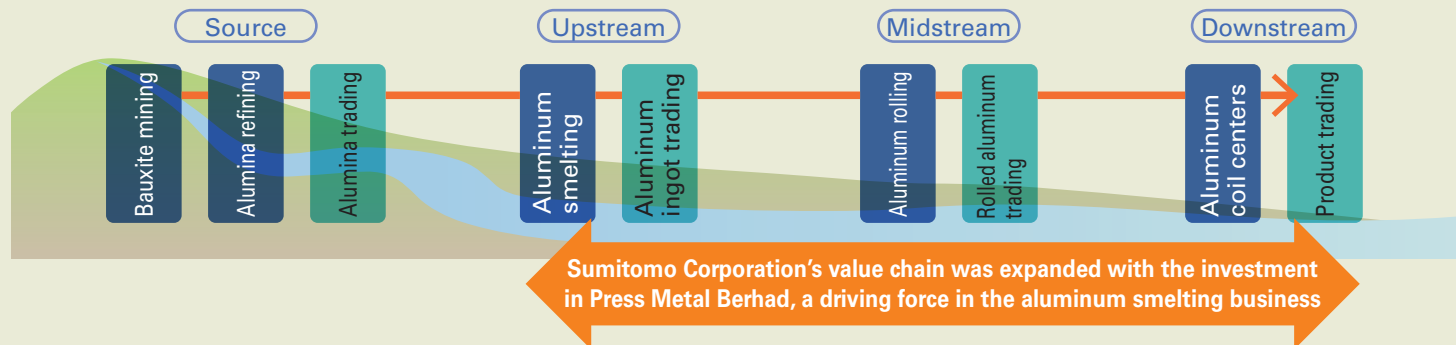 Source
Upstream
Midstream
Downstream
Bauxite mining
Alumina refining
Alumina trading
Aluminum
smelting
Aluminum
ingot trading
Aluminum rolling
Rolled aluminum
trading
Aluminum
coil centers
Product trading
Sumitomo Corporation’s value chain was expanded with the investment
in Press Metal Berhad, a driving force in the aluminum smelting business